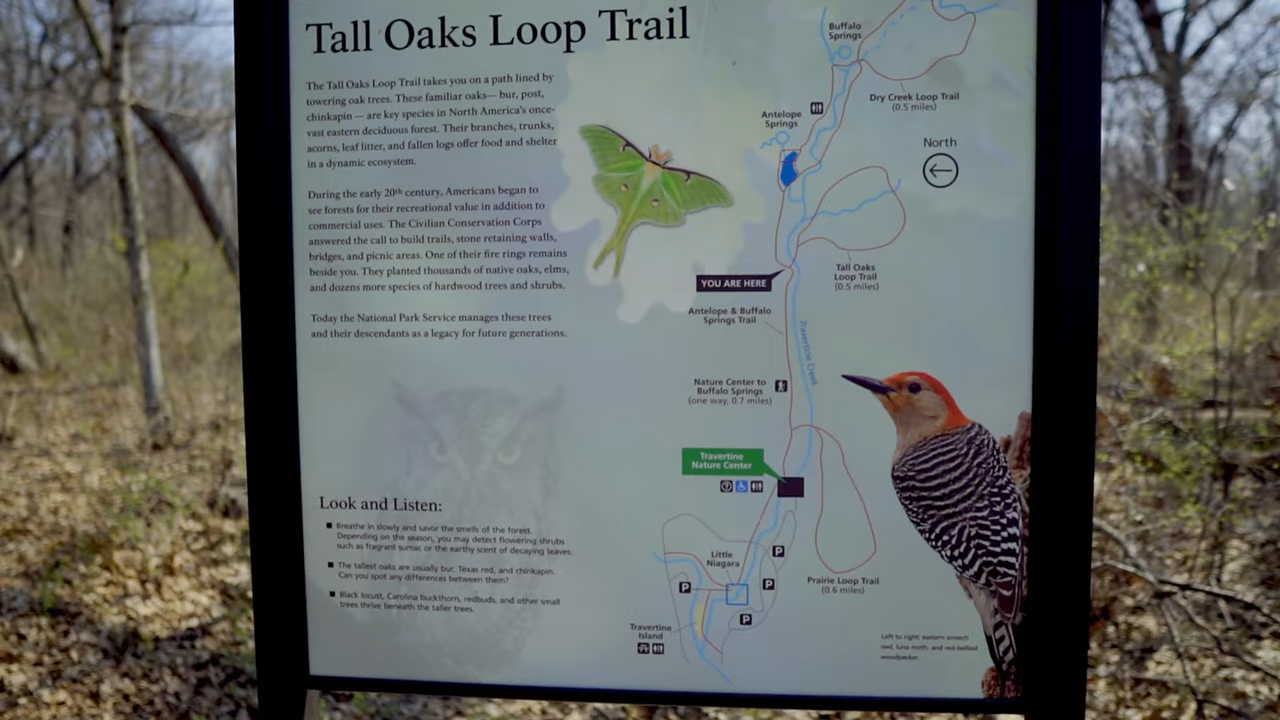 Tall Oaks Loop Trail
The Tall Oaks Loop Trail takes you on a path lined by
towering oak trees. These familiar oaks— bur, post,
chinkapin — are key species in North America's once-
vast eastern deciduous forest. Their branches, trunks,
acorns, leaf litter, and fallen logs offer food and shelter
in a dynamic ecosystem.
During the early 20th century, Americans began to
see forests for their recreational value in addition to
commercial uses. The Civilian Conservation Corps
answered the call to build trails, stone retaining walls,
bridges, and picnic areas. One of their fire rings remains
beside you. They planted thousands of native oaks, elms,
and dozens more species of hardwood trees and shrubs.
Today the National Park Service manages these trees
and their descendants as a legacy for future generations.
Look and Listen:
Breathe in slowly and savor the smells of the forest.
Depending on the season, you may detect flowering shrubs
such as fragrant sumac or the earthy scent of decaying leaves.
The tallest oaks are usually bur, Texas red, and chinkapin.
Can you spot any differences between them?
Black locust, Carolina buckthorn, redbuds, and other small
trees thrive beneath the taller trees.
Buffalo
Springs
Dry Creek Loop Trail
(0.5 miles)
Antelope
Springs
North
Tall Oaks
Loop Trail
(0.5 miles)
YOU ARE HERE
Antelope & Buffalo
Springs Trail
Travertine Creek
Nature Center to
Buffalo Springs
(one way, 0.7 miles)
Travertine
Nature Center
Little
Niagara
P
P
P
P
Prairie Loop Trail
(0.6 miles)
Travertine
Island
Left to right: eastern screech
owl, luna moth, and red-bellied
woodpecker.